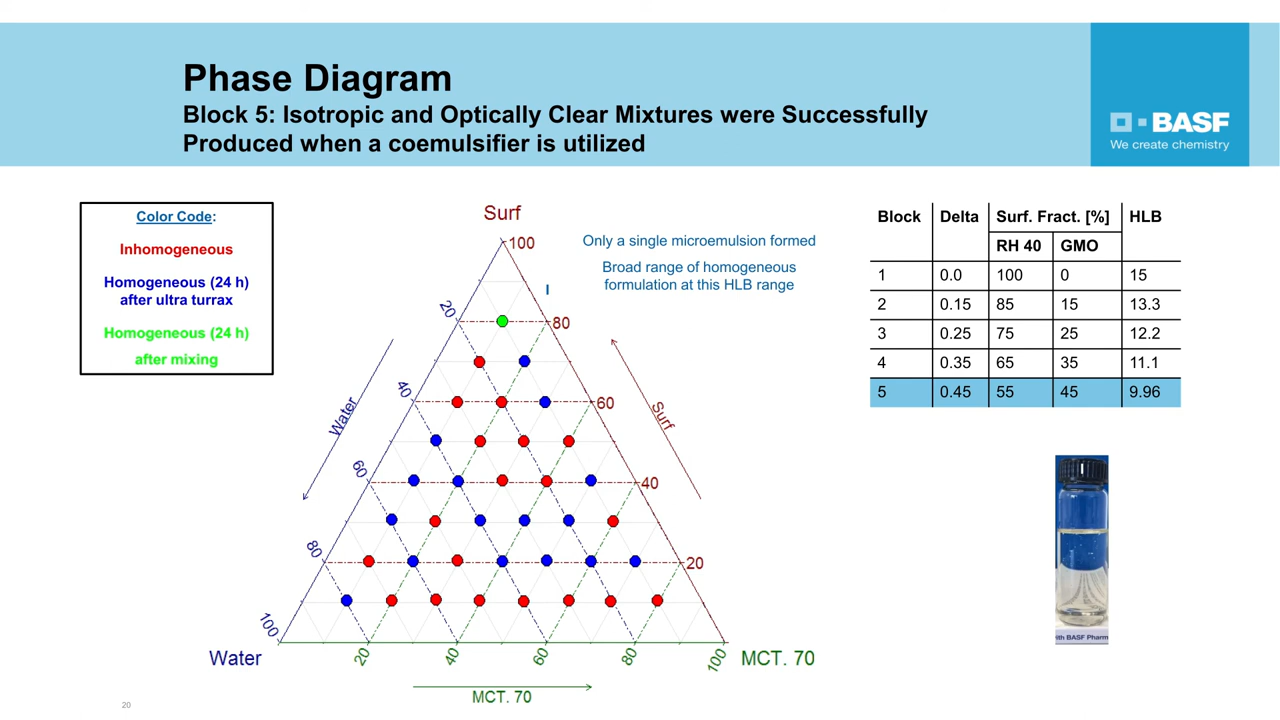 Phase Diagram
Block 5: Isotropic and Optically Clear Mixtures were Successfully
Produced when a coemulsifier is utilized
BASF
We create chemistry
Color Code:
Inhomogeneous
Homogeneous (24 h)
after ultra turrax
Homogeneous (24 h)
after mixing
Surf
100
80
60
40
20
Surf
20
40
60
80
100
Water
Water
20
40
60
80
100
MCT. 70
MCT. 70
Only a single microemulsion formed
Broad range of homogeneous
formulation at this HLB range
I
Block Delta Surf. Fract. [%] HLB
RH 40 GMO
1 0.0 100 0 15
2 0.15 85 15 13.3
3 0.25 75 25 12.2
4 0.35 65 35 11.1
5 0.45 55 45 9.96
ith BASF Pharm
20